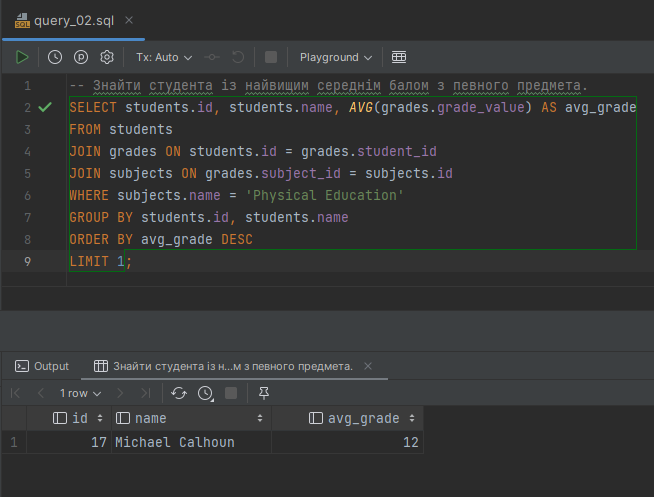 query_02.sql
Tx: Auto
Playground
1 -- Знайти студента із найвищим середнім балом з певного предмета.
2 SELECT students.id, students.name, AVG(grades.grade_value) AS avg_grade
3 FROM students
4 JOIN grades ON students.id = grades.student_id
5 JOIN subjects ON grades.subject_id = subjects.id
6 WHERE subjects.name = 'Physical Education'
7 GROUP BY students.id, students.name
8 ORDER BY avg_grade DESC
9 LIMIT 1;
Output Знайти студента із н...м з певного предмета.
1 row
id name avg_grade
1 17 Michael Calhoun 12